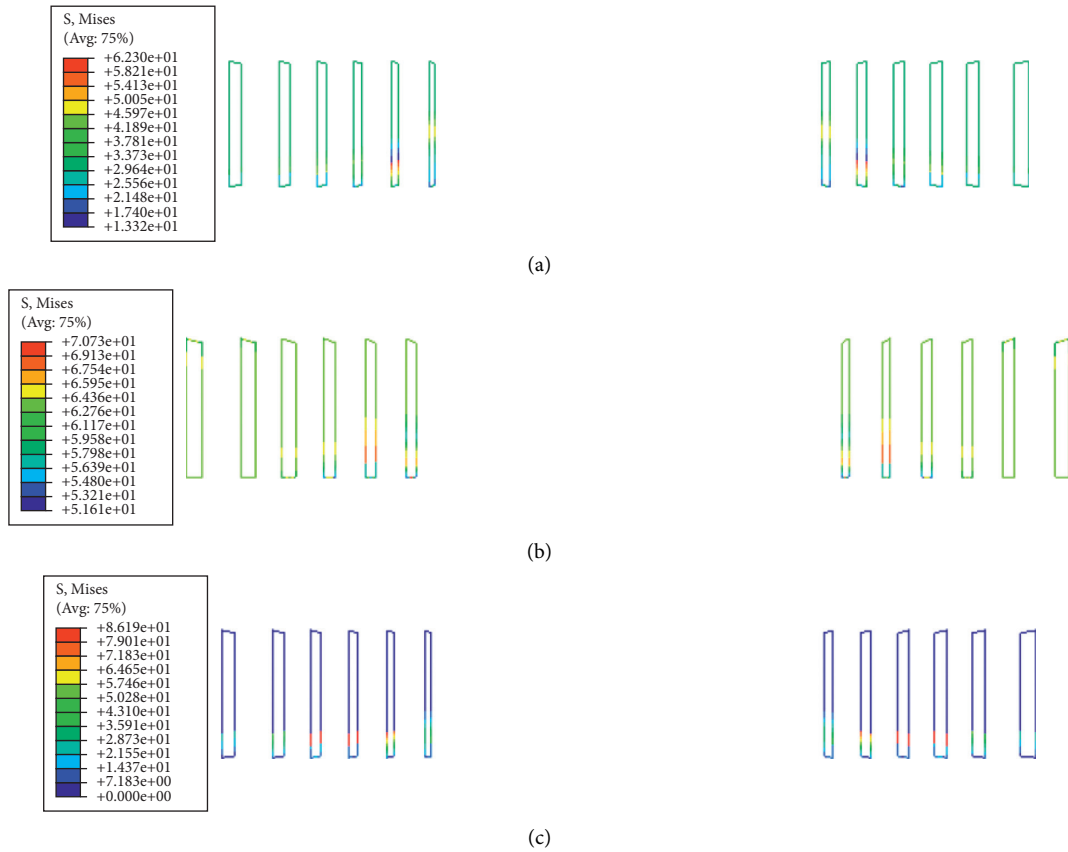 S, Mises
(Avg: 75%)
+6.230e+01
+5.821e+01
+5.413e+01
+5.005e+01
+4.597e+01
+4.189e+01
+3.781e+01
+3.373e+01
+2.964e+01
+2.556e+01
+2.148e+01
+1.740e+01
+1.332e+01
(a)
S, Mises
(Avg: 75%)
+7.073e+01
+6.913e+01
+6.754e+01
+6.595e+01
+6.436e+01
+6.276e+01
+6.117e+01
+5.958e+01
+5.798e+01
+5.639e+01
+5.480e+01
+5.321e+01
+5.161e+01
(b)
S, Mises
(Avg: 75%)
+8.619e+01
+7.901e+01
+7.183e+01
+6.465e+01
+5.746e+01
+5.028e+01
+4.310e+01
+3.591e+01
+2.873e+01
+2.155e+01
+1.437e+01
+7.183e+00
+0.000e+00
(c)